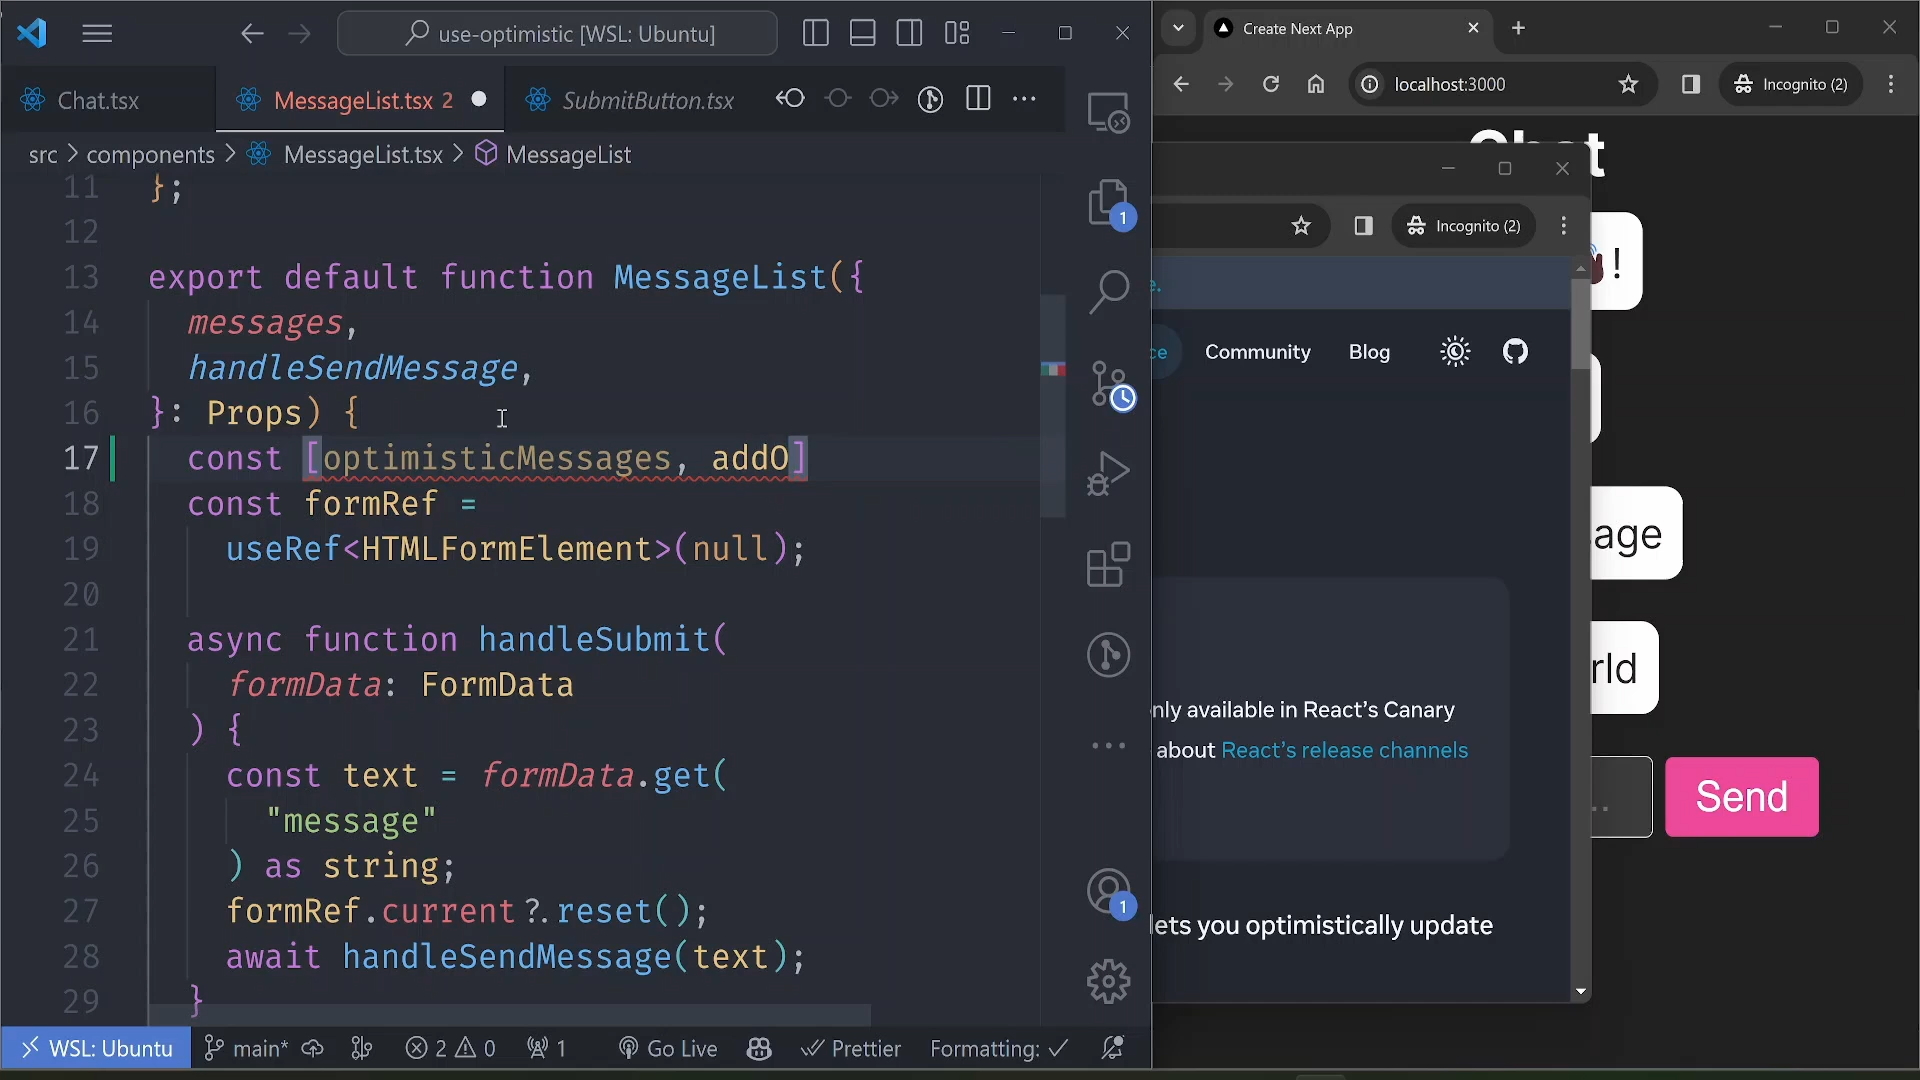 use-optimistic [WSL: Ubuntu]
Chat.tsx
MessageList.tsx 2
SubmitButton.tsx
src > components > MessageList.tsx > MessageList
11 };
12
13 export default function MessageList({
14 messages,
15 handleSendMessage,
16 }: Props) {
17 const [optimisticMessages, addO]
18 const formRef =
19 useRef<HTMLFormElement>(null);
20
21 async function handleSubmit(
22 formData: FormData
23 ) {
24 const text = formData.get(
25 "message"
26 ) as string;
27 formRef.current?.reset();
28 await handleSendMessage(text);
29 }
1
1
WSL: Ubuntu
main*
2
0
1
Go Live
Prettier
Formatting:
Create Next App
localhost:3000
Incognito (2)
Incognito (2)
e.
ce
Community
Blog
nly available in React's Canary
about React's release channels
lets you optimistically update
!
age
rld
..
Send